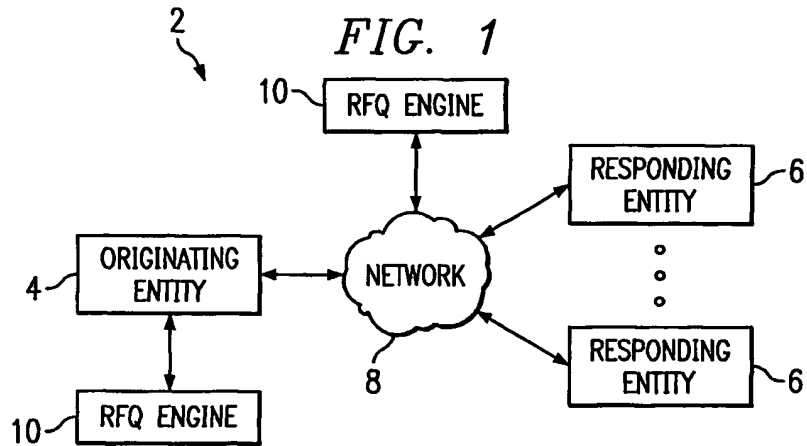 2
FIG. 1
10
RFQ ENGINE
RESPONDING
ENTITY
6
ORIGINATING
ENTITY
4
NETWORK
8
RESPONDING
ENTITY
6
10
RFQ ENGINE